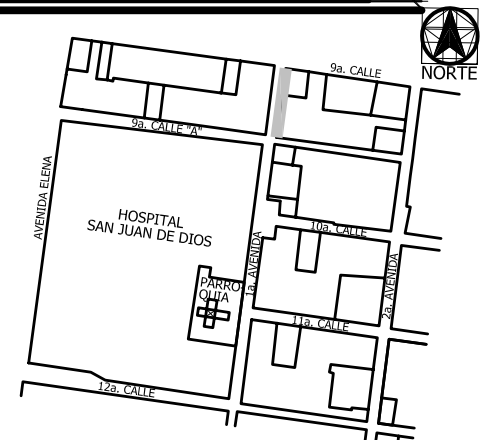 NORTE
9a. CALLE
9a. CALLE "A"
AVENIDA ELENA
HOSPITAL
SAN JUAN DE DIOS
10a. CALLE
1a. AVENIDA
2a. AVENIDA
PARRO-
QUIA
11a. CALLE
12a. CALLE